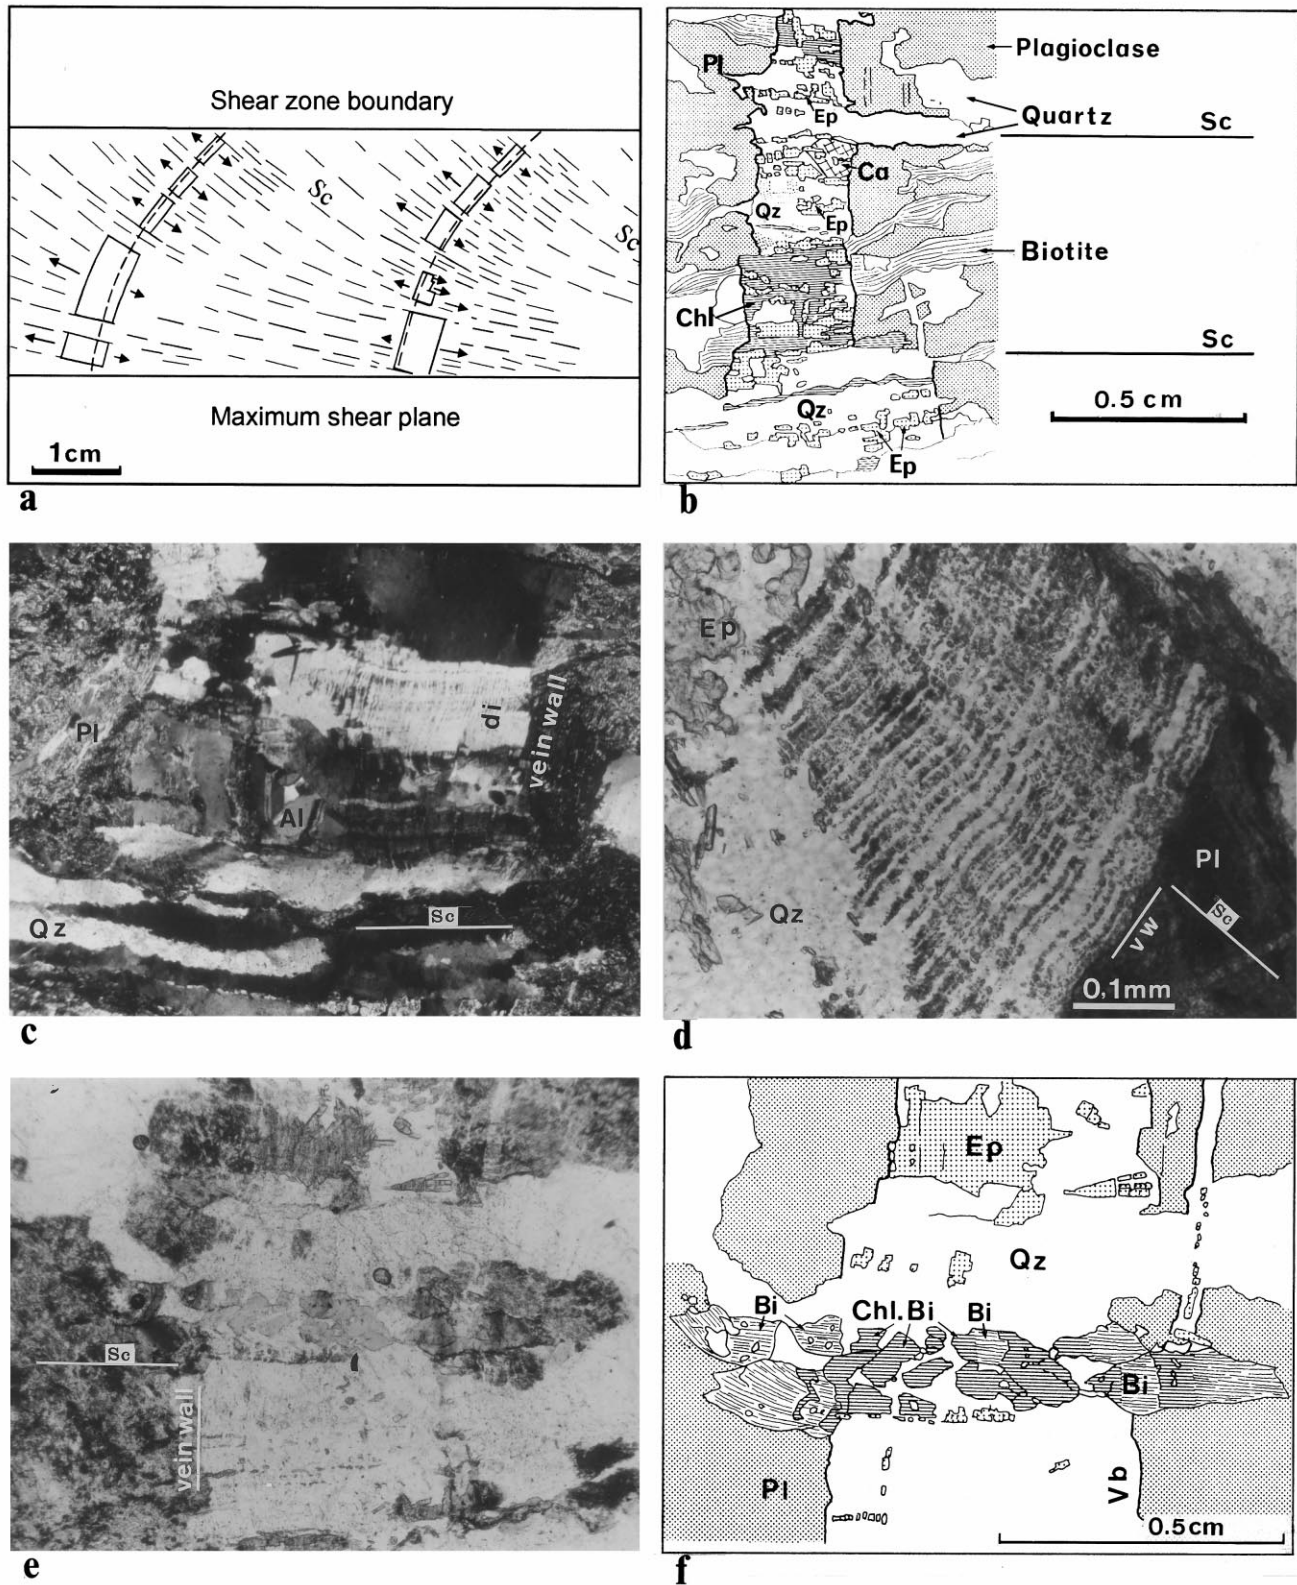 Shear zone boundary
Sc
Sc
Maximum shear plane
1cm
a
Plagioclase
Pl
Ep
Quartz
Sc
Ca
Qz
Ep
Biotite
Chl
Sc
Qz
0.5 cm
Ep
b
di
vein wall
Pl
Al
Sc
Qz
c
Ep
Pl
Qz
vw
Sc
0,1mm
d
Sc
vein wall
e
Ep
Qz
Bi
Chl.Bi
Bi
Bi
Pl
Vb
0.5cm
f